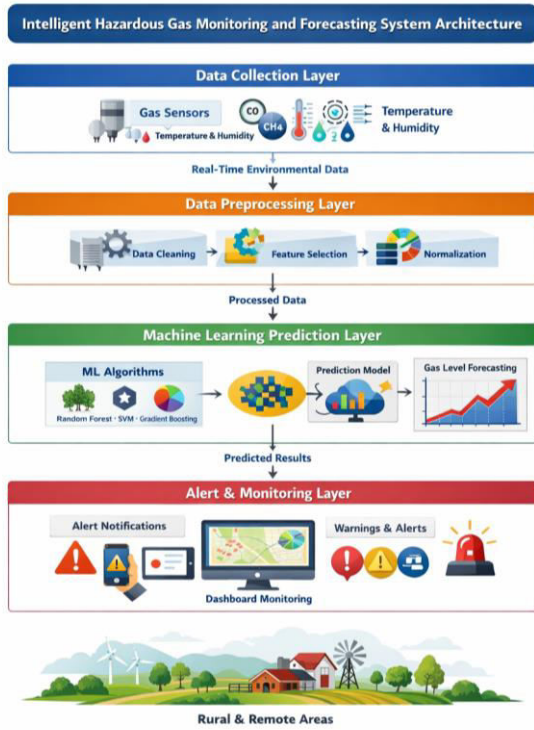 Intelligent Hazardous Gas Monitoring and Forecasting System Architecture
Data Collection Layer
Gas Sensors
Temperature & Humidity
CO
CH4
Temperature
& Humidity
Real-Time Environmental Data
Data Preprocessing Layer
Data Cleaning
Feature Selection
Normalization
Processed Data
Machine Learning Prediction Layer
ML Algorithms
Random Forest · SVM · Gradient Boosting
Prediction Model
Gas Level Forecasting
Predicted Results
Alert & Monitoring Layer
Alert Notifications
Dashboard Monitoring
Warnings & Alerts
Rural & Remote Areas